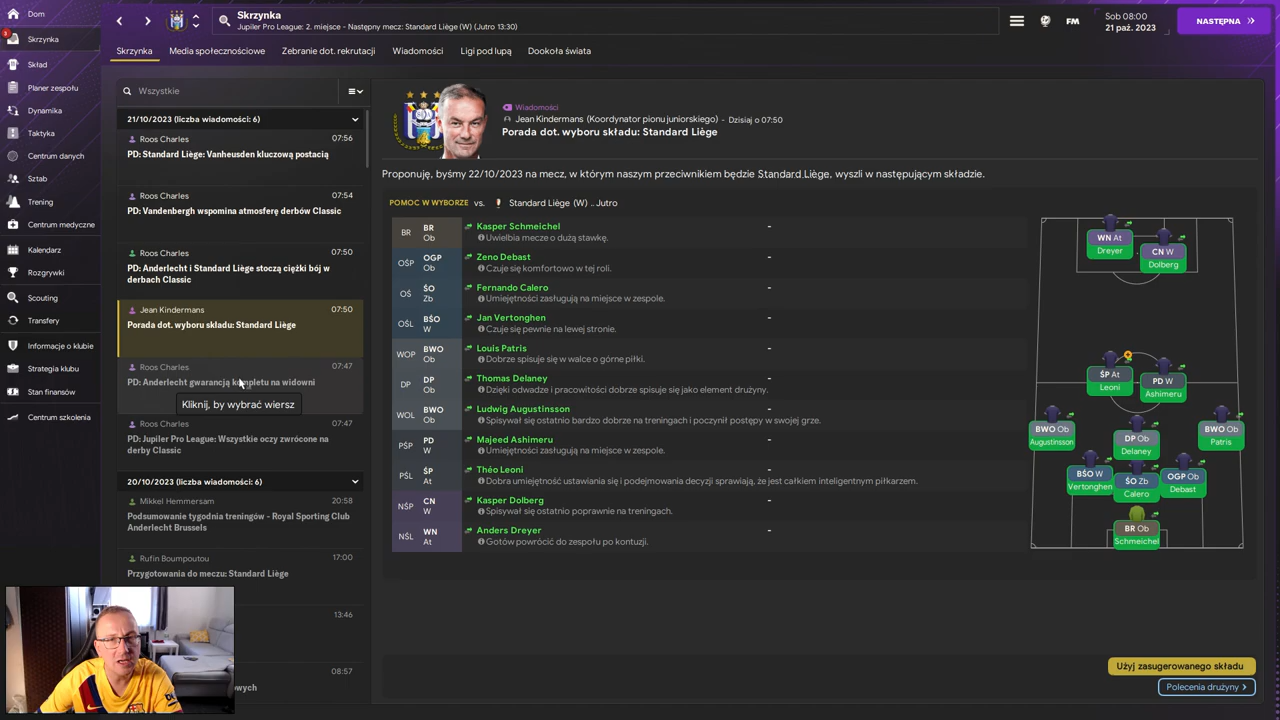 Dom
3
Skrzynka
Skład
Planer zespołu
Dynamika
Taktyka
Centrum danych
Sztab
Trening
Centrum medyczne
Kalendarz
Rozgrywki
Scouting
Transfery
Informacje o klubie
Strategia klubu
Stan finansów
Centrum szkolenia
Skrzynka
Jupiler Pro League: 2. miejsce - Następny mecz: Standard Liège (W) (Jutro 13:30)
FM
Sob 08:00
21 paź. 2023
NASTĘPNA
Skrzynka
Media społecznościowe
Zebranie dot. rekrutacji
Wiadomości
Ligi pod lupą
Dookoła świata
Wszystkie
21/10/2023 (liczba wiadomości: 6)
Roos Charles 07:56
PD: Standard Liège: Vanheusden kluczową postacią
Roos Charles 07:54
PD: Vandenbergh wspomina atmosferę derbów Classic
Roos Charles 07:50
PD: Anderlecht i Standard Liège stoczą ciężki bój w
derbach Classic
Jean Kindermans 07:50
Porada dot. wyboru składu: Standard Liège
Roos Charles 07:47
PD: Anderlecht gwarancją kompletu na widowni
Kliknij, by wybrać wiersz
Roos Charles 07:47
PD: Jupiler Pro League: Wszystkie oczy zwrócone na
derby Classic
20/10/2023 (liczba wiadomości: 6)
Mikkel Hemmersam 20:58
Podsumowanie tygodnia treningów - Royal Sporting Club
Anderlecht Brussels
Rufin Boumpoutou 17:00
Przygotowania do meczu: Standard Liège
13:46
08:57
Wiadomości
Jean Kindermans (Koordynator pionu juniorskiego) - Dzisiaj o 07:50
Porada dot. wyboru składu: Standard Liège
Proponuję, byśmy 22/10/2023 na mecz, w którym naszym przeciwnikiem będzie Standard Liège, wyszli w następującym składzie.
POMOC W WYBORZE vs. Standard Liège (W) .. Jutro
BR BR Ob Kasper Schmeichel -
Uwielbia mecze o dużą stawkę.
OŚP OGP Ob Zeno Debast -
Czuje się komfortowo w tej roli.
OŚ ŚO Zb Fernando Calero -
Umiejętności zasługują na miejsce w zespole.
OŚL BŚO W Jan Vertonghen -
Czuje się pewnie na lewej stronie.
WOP BWO Ob Louis Patris -
Dobrze spisuje się w walce o górne piłki.
DP DP Ob Thomas Delaney -
Dzięki odwadze i pracowitości dobrze spisuje się jako element drużyny.
WOL BWO Ob Ludwig Augustinsson -
Spisywał się ostatnio bardzo dobrze na treningach i poczynił postępy w swojej grze.
PŚP PD W Majeed Ashimeru -
Umiejętności zasługują na miejsce w zespole.
PŚL ŚP At Théo Leoni -
Dobra umiejętność ustawiania się i podejmowania decyzji sprawiają, że jest całkiem inteligentnym piłkarzem.
NŚP CN W Kasper Dolberg -
Spisywał się ostatnio poprawnie na treningach.
NŚL WN At Anders Dreyer -
Gotów powrócić do zespołu po kontuzji.
WN At
Dreyer
CN W
Dolberg
ŚP At
Leoni
PD W
Ashimeru
BWO Ob
Augustinsson
DP Ob
Delaney
BWO Ob
Patris
BŚO W
Vertonghen
ŚO Zb
Calero
OGP Ob
Debast
BR Ob
Schmeichel
Użyj zasugerowanego składu
Polecenia drużyny